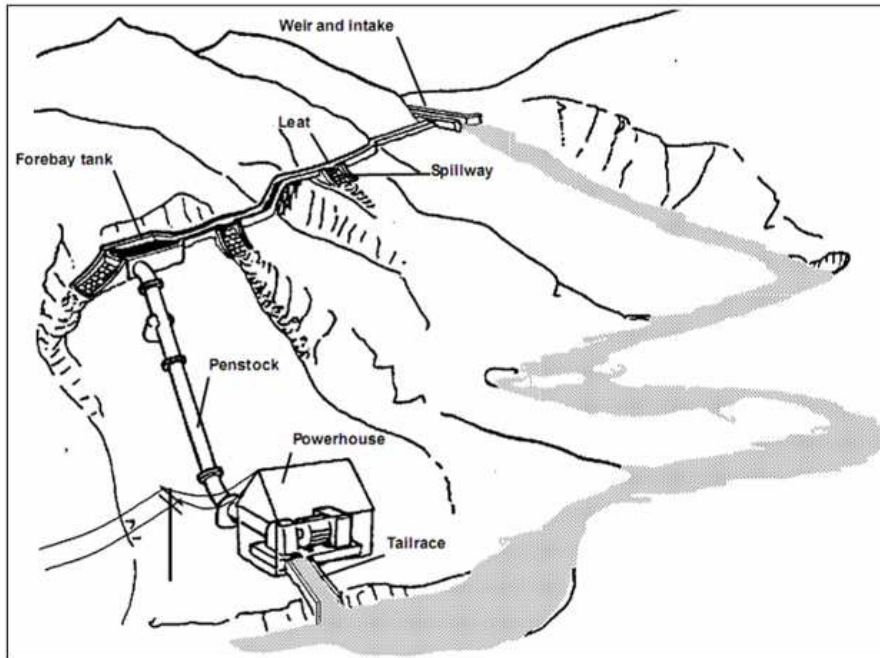 Weir and intake
Leat
Forebay tank
Spillway
Penstock
Powerhouse
Tailrace